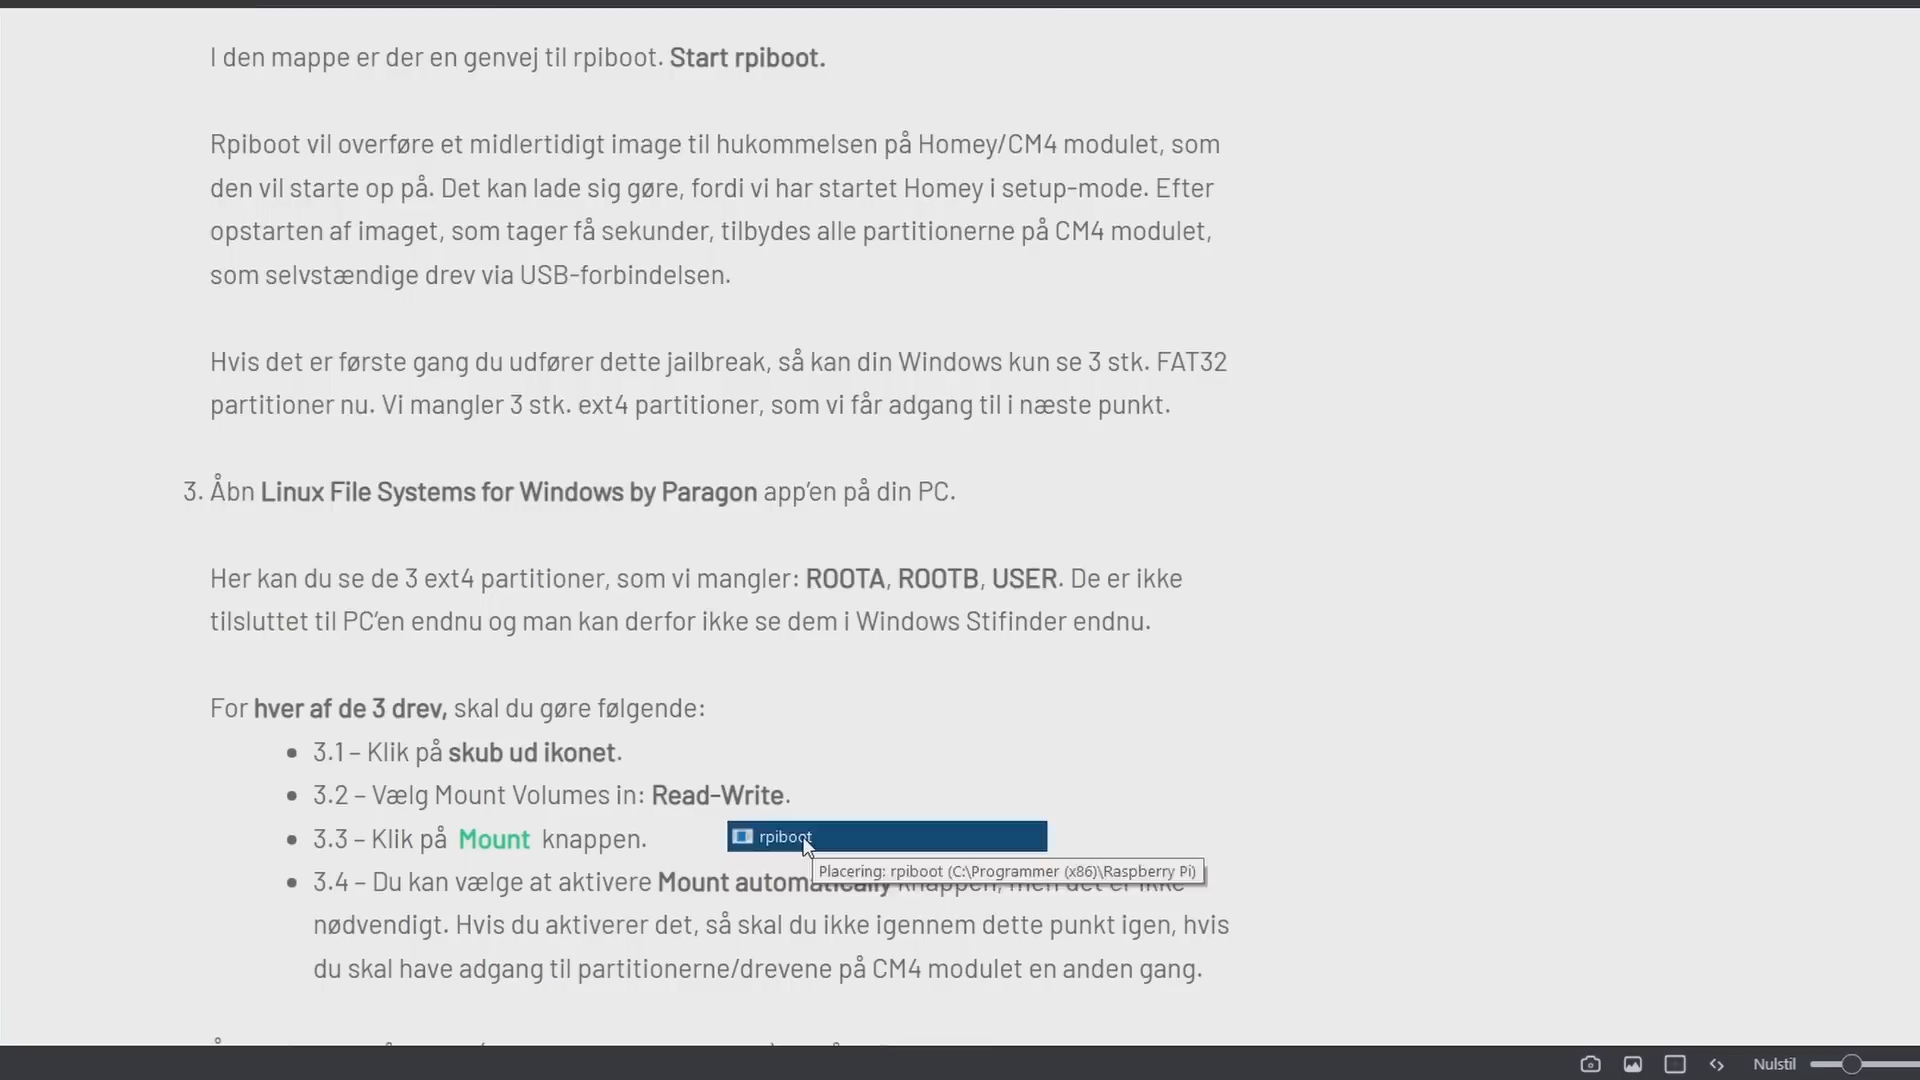 I den mappe er der en genvej til rpiboot. Start rpiboot.
Rpiboot vil overføre et midlertidigt image til hukommelsen på Homey/CM4 modulet, som
den vil starte op på. Det kan lade sig gøre, fordi vi har startet Homey i setup-mode. Efter
opstarten af imaget, som tager få sekunder, tilbydes alle partitionerne på CM4 modulet,
som selvstændige drev via USB-forbindelsen.
Hvis det er første gang du udfører dette jailbreak, så kan din Windows kun se 3 stk. FAT32
partitioner nu. Vi mangler 3 stk. ext4 partitioner, som vi får adgang til i næste punkt.
3. Åbn Linux File Systems for Windows by Paragon app’en på din PC.
Her kan du se de 3 ext4 partitioner, som vi mangler: ROOTA, ROOTB, USER. De er ikke
tilsluttet til PC’en endnu og man kan derfor ikke se dem i Windows Stifinder endnu.
For hver af de 3 drev, skal du gøre følgende:
• 3.1 – Klik på skub ud ikonet.
• 3.2 – Vælg Mount Volumes in: Read-Write.
• 3.3 – Klik på Mount knappen.
rpiboot
Placering: rpiboot (C:\Programmer (x86)\Raspberry Pi)
• 3.4 – Du kan vælge at aktivere Mount automatically knappen, men det er ikke
nødvendigt. Hvis du aktiverer det, så skal du ikke igennem dette punkt igen, hvis
du skal have adgang til partitionerne/drevene på CM4 modulet en anden gang.
Nulstil